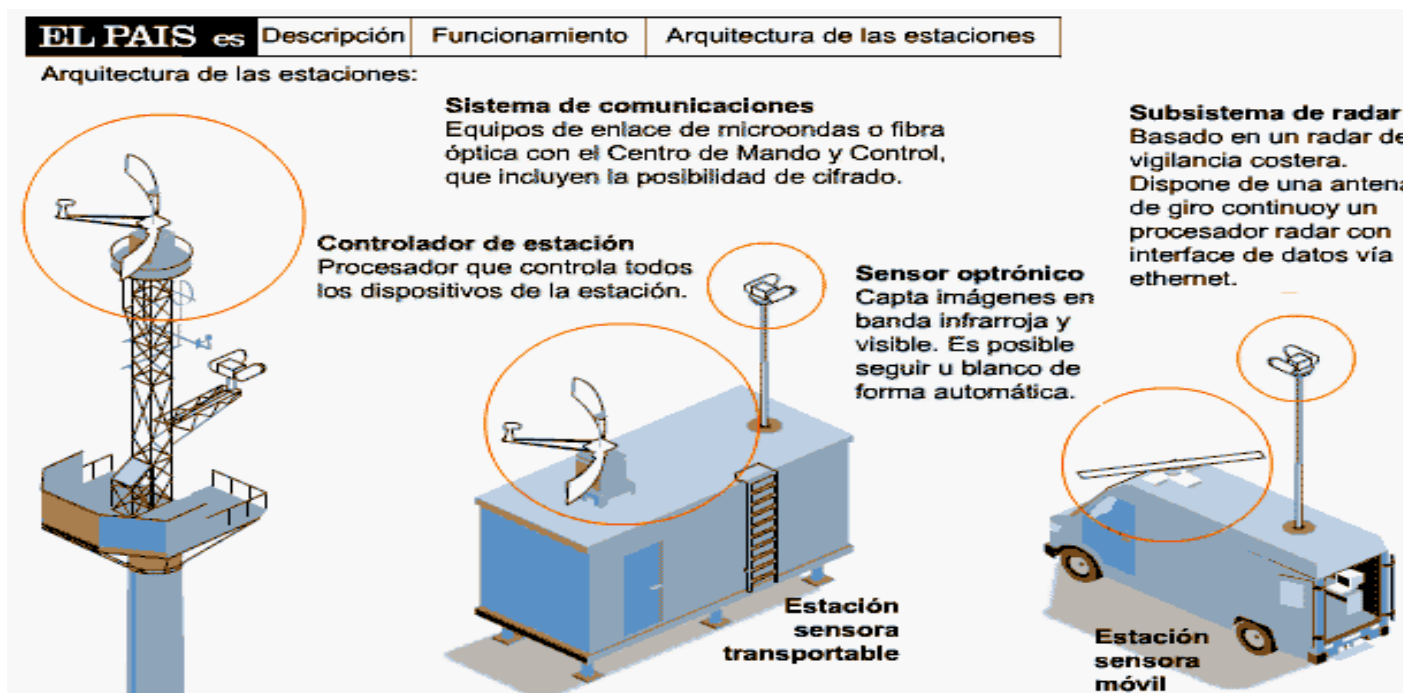 EL PAIS es Descripción Funcionamiento Arquitectura de las estaciones
Arquitectura de las estaciones:
Sistema de comunicaciones
Equipos de enlace de microondas o fibra
óptica con el Centro de Mando y Control,
que incluyen la posibilidad de cifrado.
Controlador de estación
Procesador que controla todos
los dispositivos de la estación.
Sensor optrónico
Capta imágenes en
banda infrarroja y
visible. Es posible
seguir u blanco de
forma automática.
Subsistema de radar
Basado en un radar de
vigilancia costera.
Dispone de una antena
de giro continuoy un
procesador radar con
interface de datos vía
ethernet.
Estación
sensora
transportable
Estación
sensora
móvil